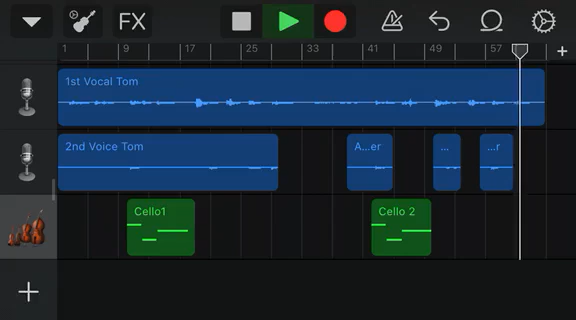 FX
1 9 17 25 33 41 49 57
1st Vocal Tom
2nd Voice Tom
A...er
...
...r
Cello1
Cello 2